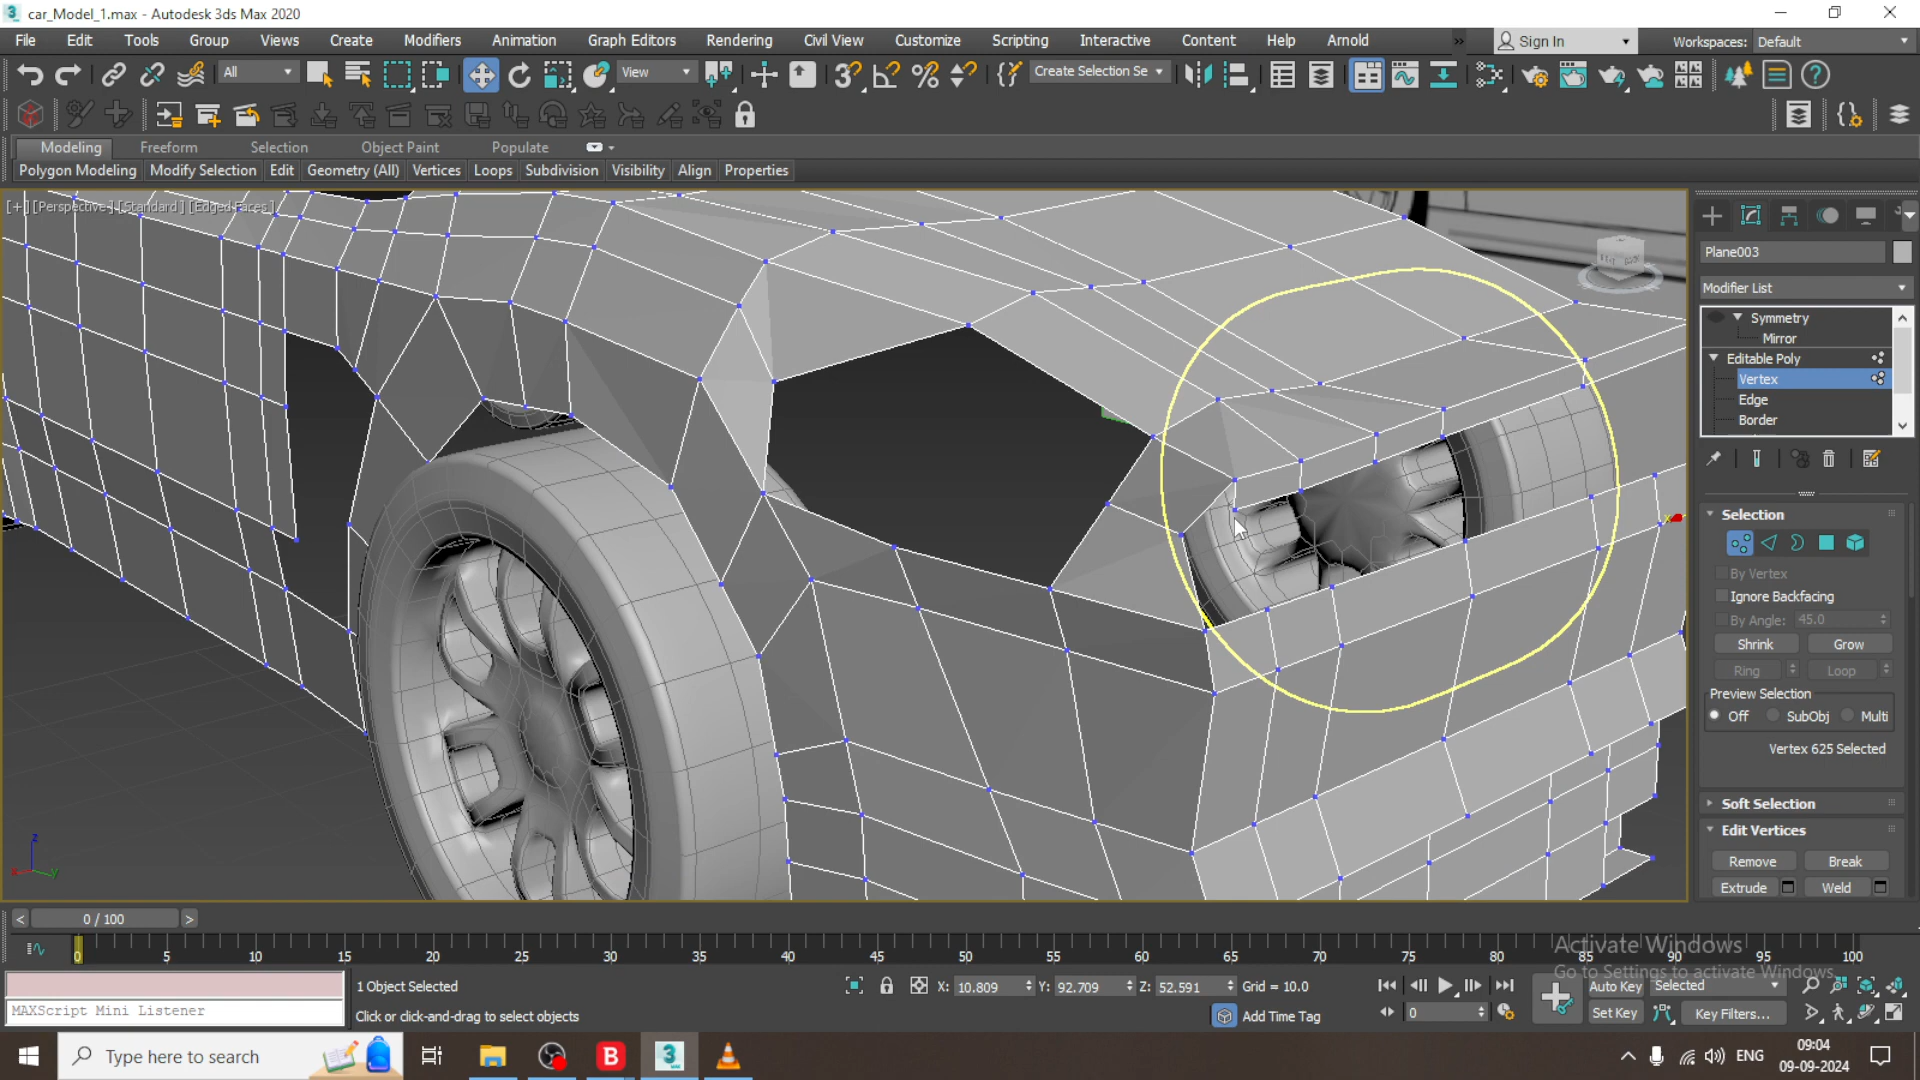 car_Model_1.max - Autodesk 3ds Max 2020
File Edit Tools Group Views Create Modifiers Animation Graph Editors Rendering Civil View Customize Scripting Interactive Content Help Arnold
Sign In
Workspaces: Default
All
View
Create Selection Se
Modeling Freeform Selection Object Paint Populate
Polygon Modeling Modify Selection Edit Geometry (All) Vertices Loops Subdivision Visibility Align Properties
[+] [Perspective] [Standard] [Edged Faces]
Plane003
Modifier List
Symmetry
Mirror
Editable Poly
Vertex
Edge
Border
Selection
By Vertex
Ignore Backfacing
By Angle: 45.0
Shrink Grow
Ring Loop
Preview Selection
Off SubObj Multi
Vertex 625 Selected
Soft Selection
Edit Vertices
Remove Break
Extrude Weld
z
x
y
< 0 / 100 >
0 5 10 15 20 25 30 35 40 45 50 55 60 65 70 75 80 85 90 95 100
Activate Windows
Go to Settings to activate Windows.
1 Object Selected
Click or click-and-drag to select objects
MAXScript Mini Listener
X: 10.809 Y: 92.709 Z: 52.591 Grid = 10.0
Add Time Tag
0
Auto Key Selected
Set Key Key Filters...
Type here to search
ENG
09:04
09-09-2024